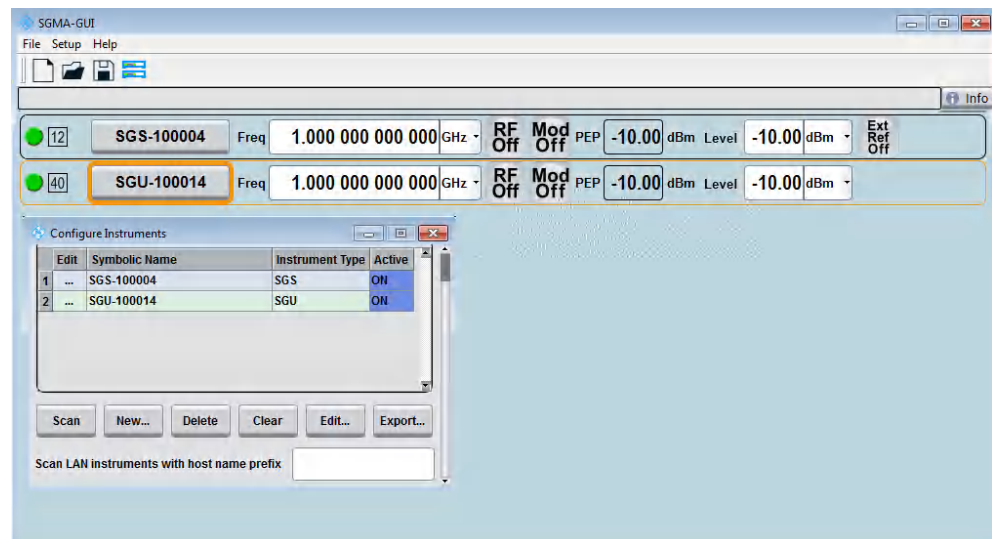 SGMA-GUI
File Setup Help
Info
12 SGS-100004 Freq 1.000 000 000 000 GHz RF Off Mod Off PEP -10.00 dBm Level -10.00 dBm Ext Ref Off
40 SGU-100014 Freq 1.000 000 000 000 GHz RF Off Mod Off PEP -10.00 dBm Level -10.00 dBm
Configure Instruments
Edit Symbolic Name Instrument Type Active
1 ... SGS-100004 SGS ON
2 ... SGU-100014 SGU ON
Scan New... Delete Clear Edit... Export...
Scan LAN instruments with host name prefix